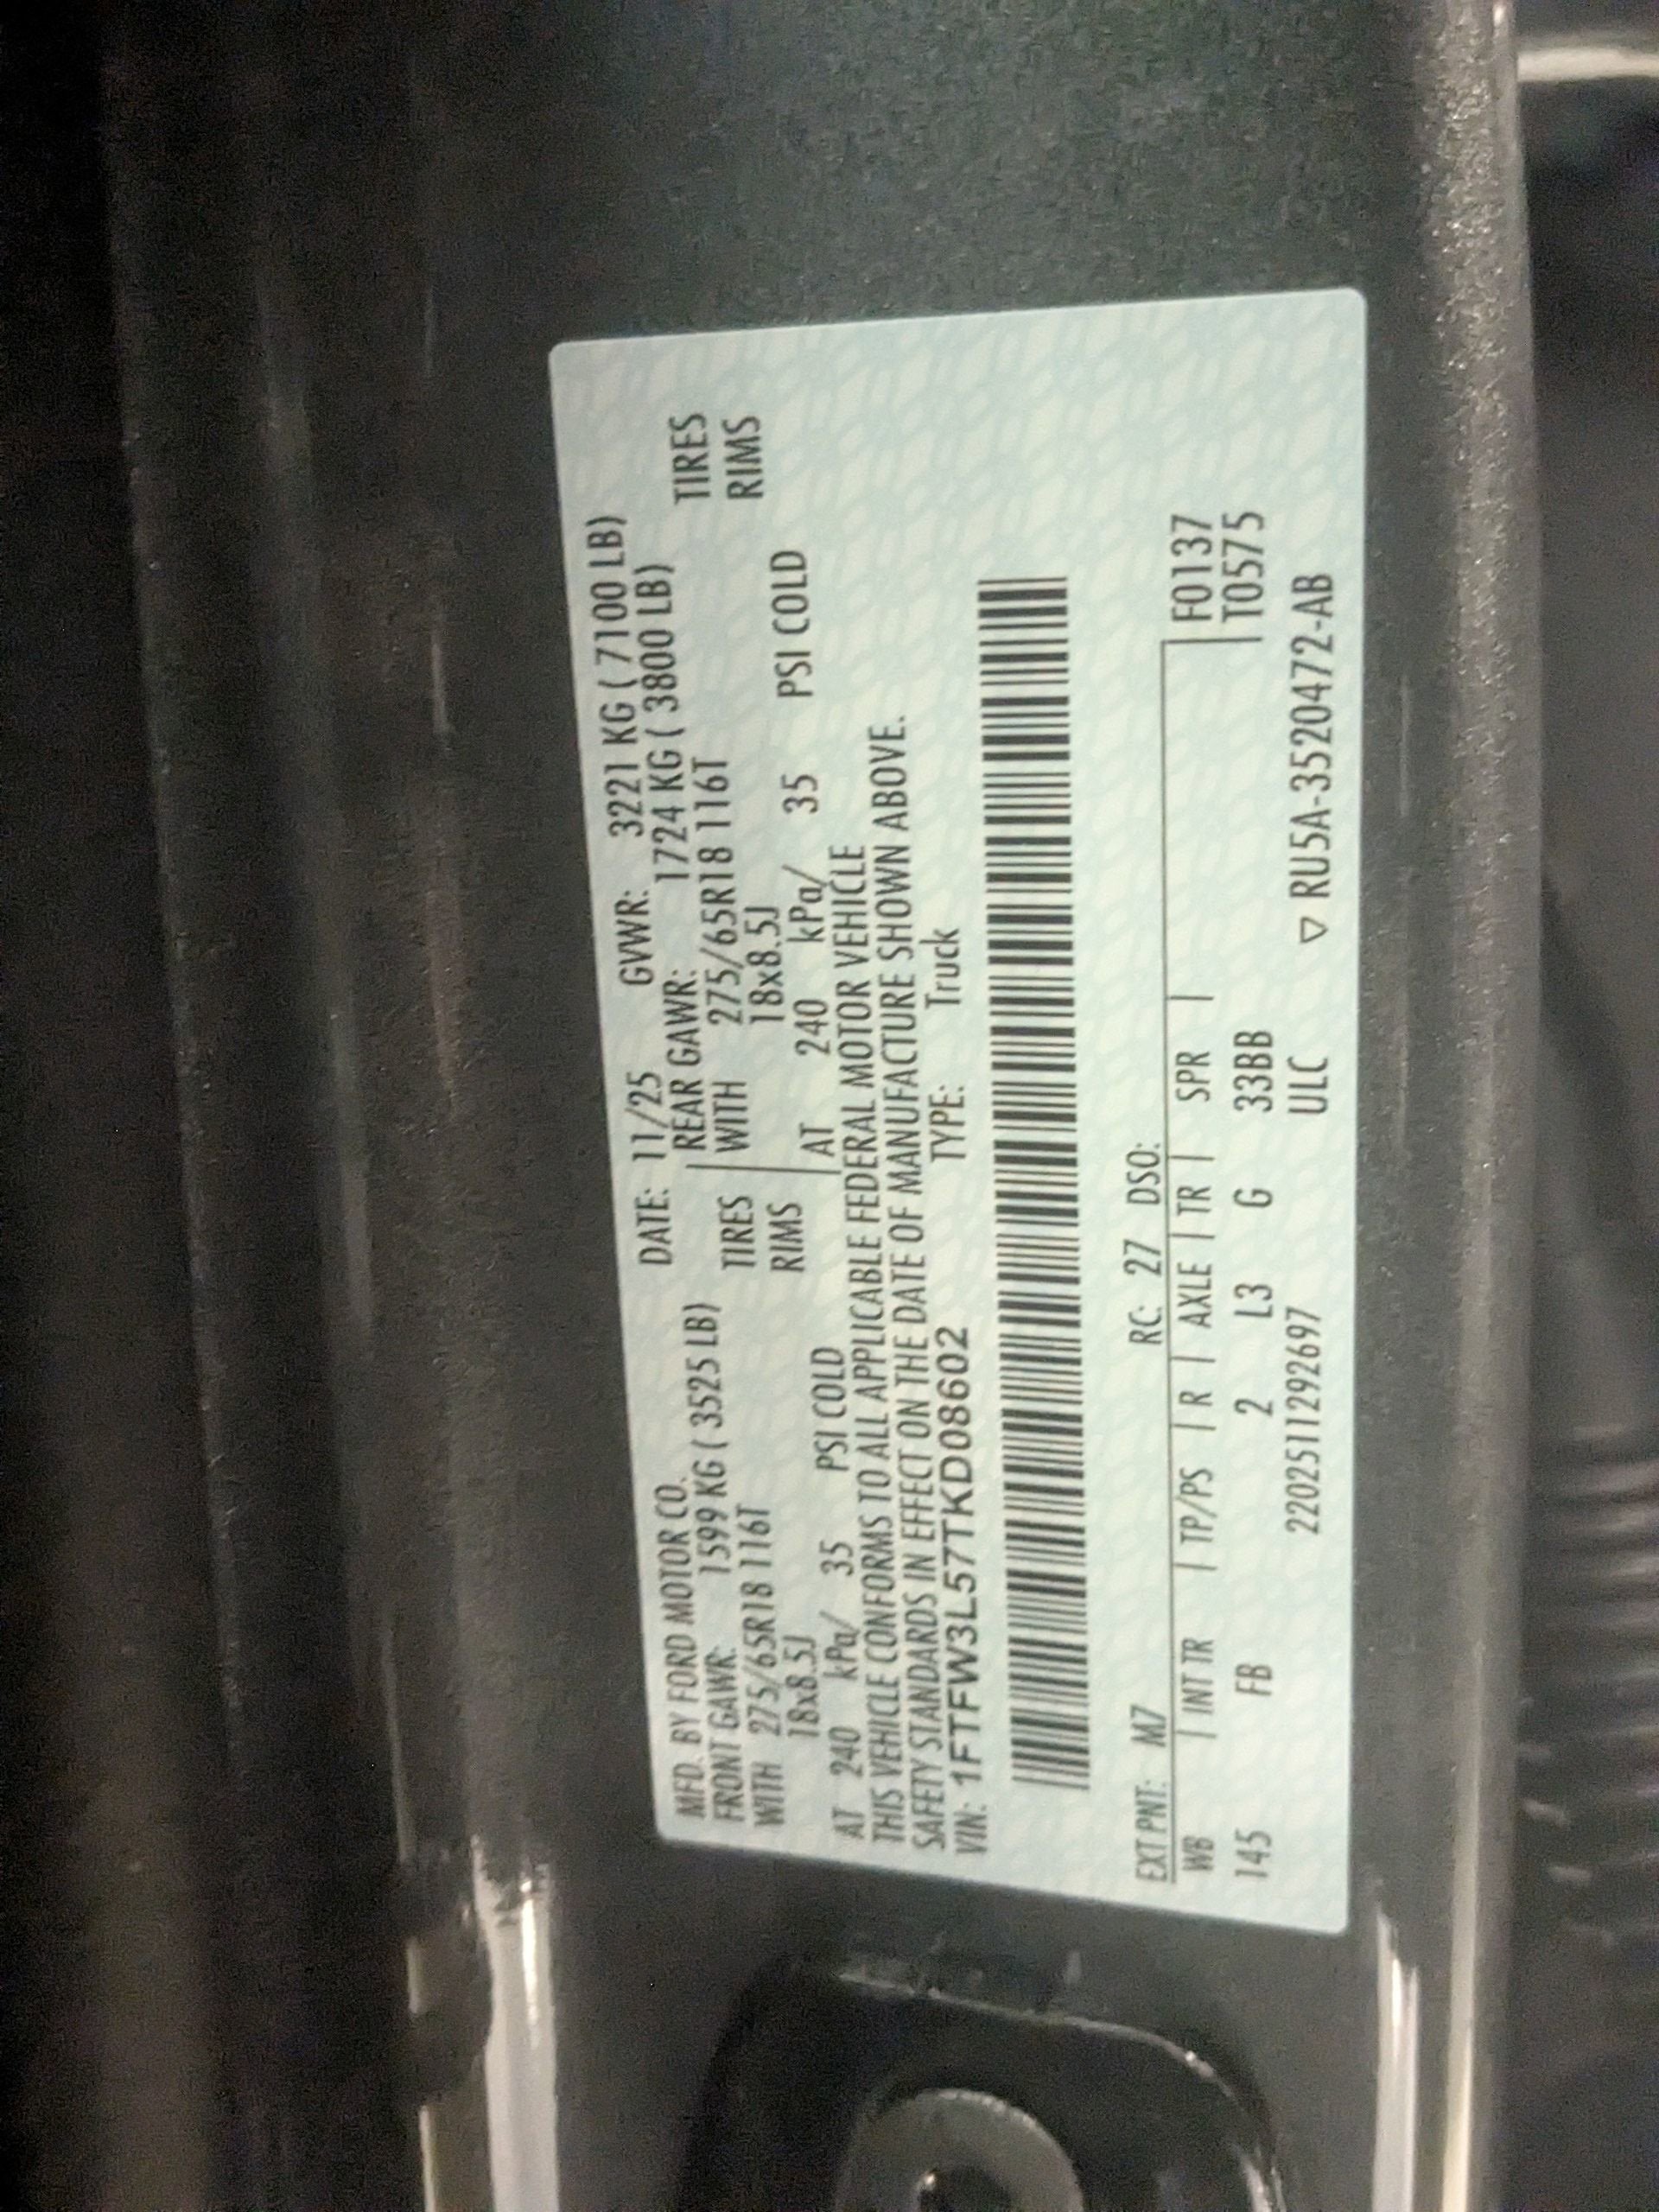 MFD. BY FORD MOTOR CO. DATE: 11/25 GVWR: 3221 KG ( 7100 LB)
FRONT GAWR: 1599 KG ( 3525 LB) REAR GAWR: 1724 KG ( 3800 LB)
WITH 275/65R18 116T TIRES WITH 275/65R18 116T TIRES
18x8.5J RIMS 18x8.5J RIMS
AT 240 kPa/ 35 PSI COLD AT 240 kPa/ 35 PSI COLD
THIS VEHICLE CONFORMS TO ALL APPLICABLE FEDERAL MOTOR VEHICLE
SAFETY STANDARDS IN EFFECT ON THE DATE OF MANUFACTURE SHOWN ABOVE.
VIN: 1FTFW3L57TKD08602 TYPE: Truck
EXT PNT: M7 RC: 27 DSO:
WB | INT TR | TP/PS | R | AXLE | TR | SPR | F0137
145 FB 2 L3 G 33BB T0575
2202511292697 ULC ▽ RU5A-3520472-AB